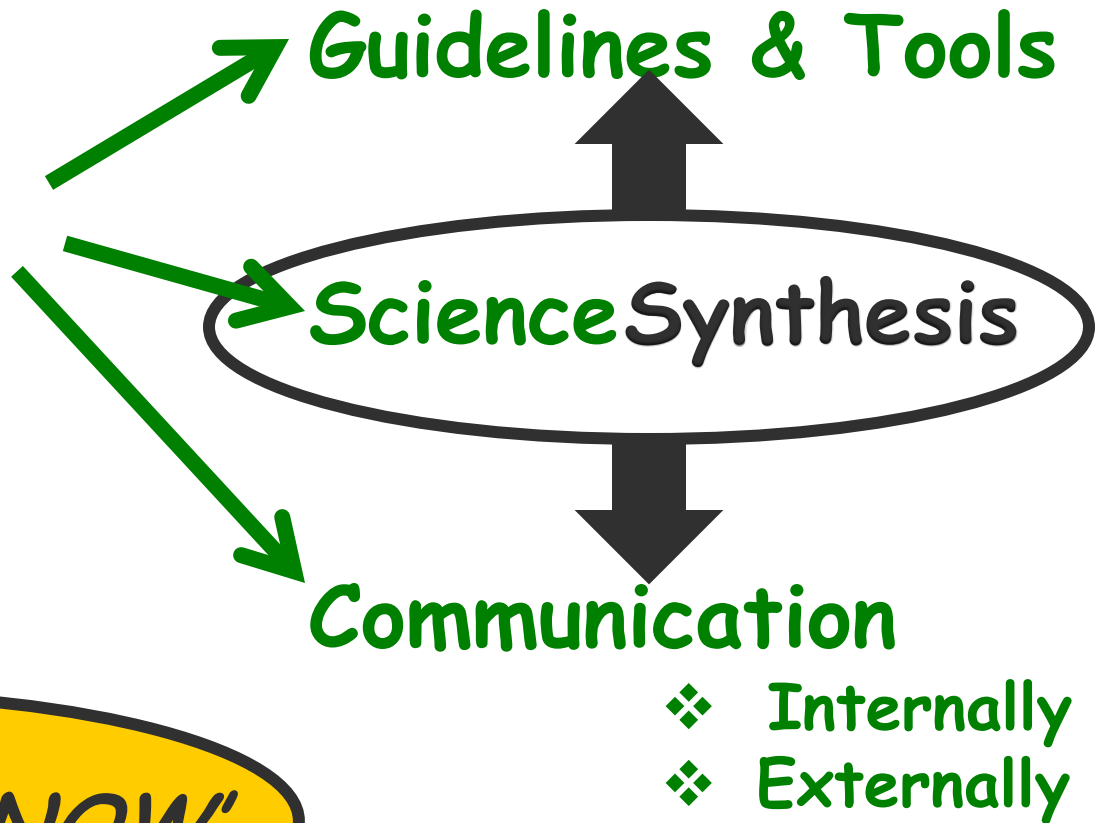 Guidelines & Tools
Science Synthesis
Communication
❖ Internally
❖ Externally